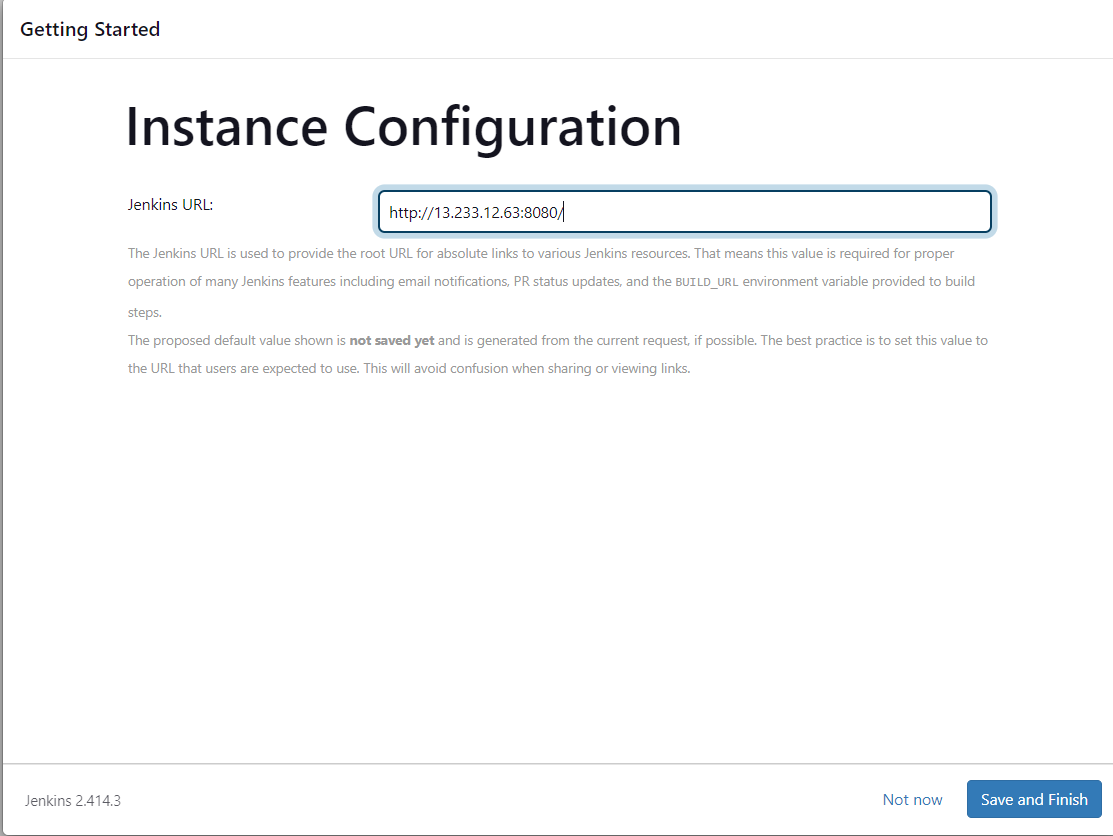 Getting Started
Instance Configuration
Jenkins URL:
http://13.233.12.63:8080/
The Jenkins URL is used to provide the root URL for absolute links to various Jenkins resources. That means this value is required for proper
operation of many Jenkins features including email notifications, PR status updates, and the BUILD_URL environment variable provided to build
steps.
The proposed default value shown is not saved yet and is generated from the current request, if possible. The best practice is to set this value to
the URL that users are expected to use. This will avoid confusion when sharing or viewing links.
Jenkins 2.414.3
Not now
Save and Finish